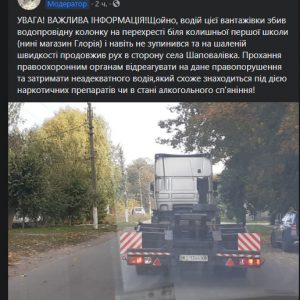 Модератор · 2 ч. ·
УВАГА! ВАЖЛИВА ІНФОРМАЦІЯ!!Щойно, водій цієї вантажівки збив
водопровідну колонку на перехресті біля колишньої першої школи
(нині магазин Глорія) і навіть не зупинився та на шаленій
швидкості продовжив рух в сторону села Шаповалівка. Прохання
правоохоронним органам відреагувати на дане правопорушення
та затримати неадекватного водія,який схоже знаходиться під дією
наркотичних препаратів чи в стані алкогольного сп'яніння!